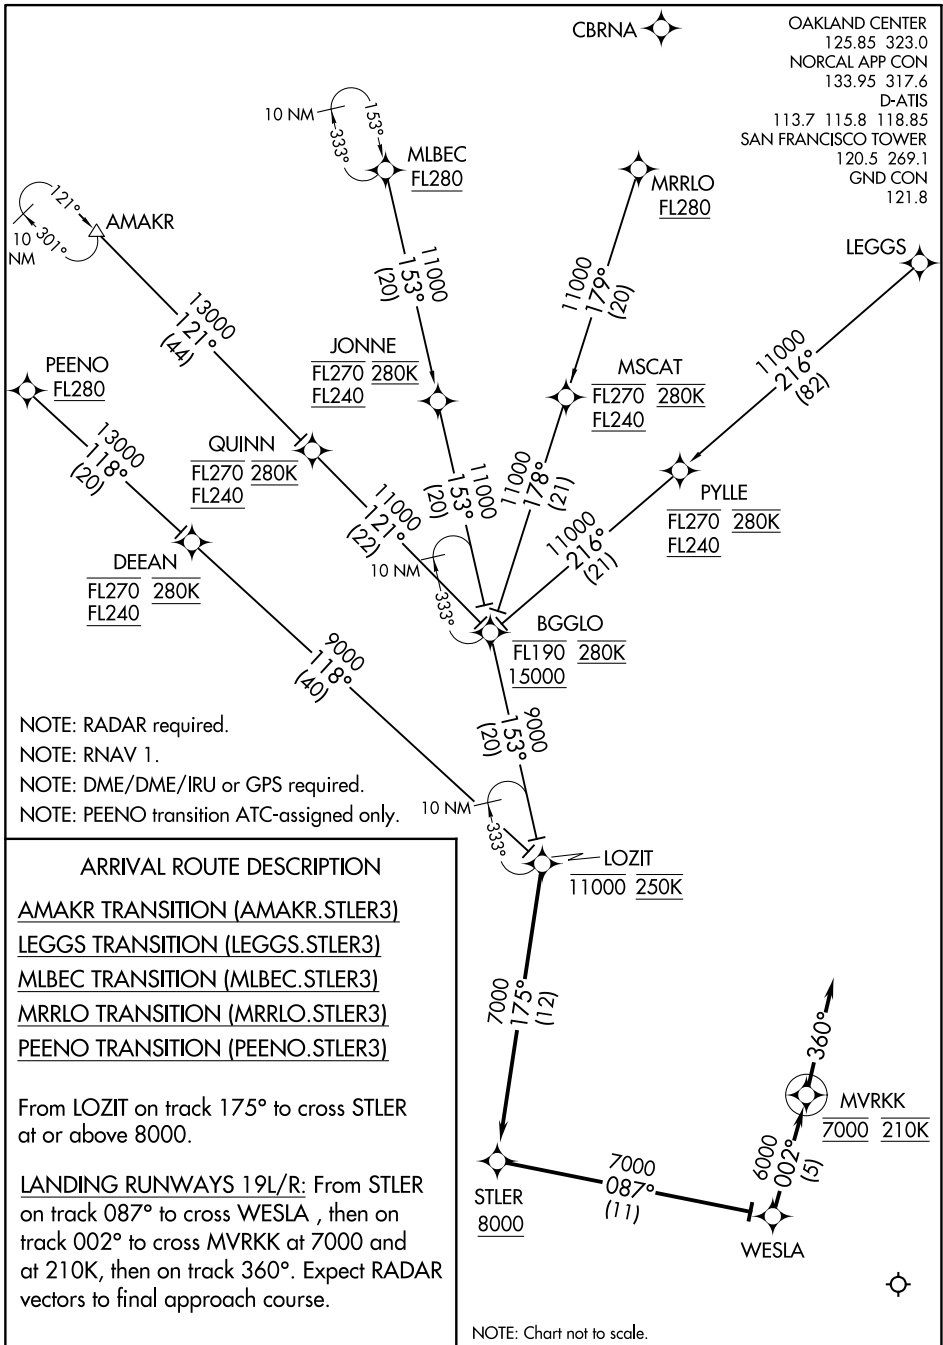 CBRNA
OAKLAND CENTER
125.85 323.0
NORCAL APP CON
133.95 317.6
D-ATIS
113.7 115.8 118.85
SAN FRANCISCO TOWER
120.5 269.1
GND CON
121.8
10 NM
153°
333°
MLBEC
FL280
MRRLO
FL280
121°
301°
10
NM
AMAKR
LEGGS
11000
153°
(20)
11000
179°
(20)
13000
121°
(44)
JONNE
FL270 280K
FL240
MSCAT
FL270 280K
FL240
11000
216°
(82)
PEENO
FL280
13000
118°
(20)
QUINN
FL270 280K
FL240
11000
153°
(20)
11000
178°
(21)
PYLLE
FL270 280K
FL240
11000
121°
(22)
11000
216°
(21)
DEEAN
FL270 280K
FL240
10 NM
333°
BGGLO
FL190 280K
15000
9000
118°
(40)
9000
153°
(20)
NOTE: RADAR required.
NOTE: RNAV 1.
NOTE: DME/DME/IRU or GPS required.
NOTE: PEENO transition ATC-assigned only.
10 NM
333°
LOZIT
11000 250K
ARRIVAL ROUTE DESCRIPTION
AMAKR TRANSITION (AMAKR.STLER3)
LEGGS TRANSITION (LEGGS.STLER3)
MLBEC TRANSITION (MLBEC.STLER3)
MRRLO TRANSITION (MRRLO.STLER3)
PEENO TRANSITION (PEENO.STLER3)
From LOZIT on track 175° to cross STLER
at or above 8000.
LANDING RUNWAYS 19L/R: From STLER
on track 087° to cross WESLA , then on
track 002° to cross MVRKK at 7000 and
at 210K, then on track 360°. Expect RADAR
vectors to final approach course.
7000
175°
(12)
360°
MVRKK
7000 210K
6000
002°
(5)
STLER
8000
7000
087°
(11)
WESLA
NOTE: Chart not to scale.